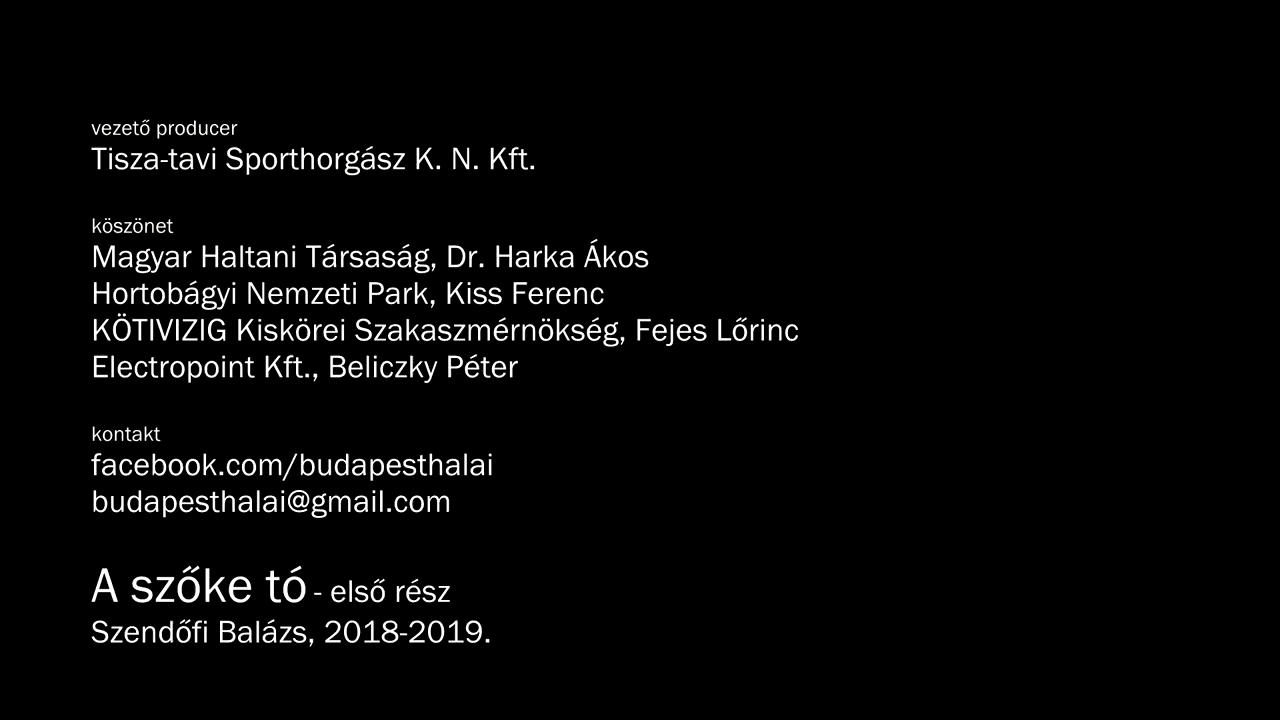 vezető producer
Tisza-tavi Sporthorgász K. N. Kft.
köszönet
Magyar Haltani Társaság, Dr. Harka Ákos
Hortobágyi Nemzeti Park, Kiss Ferenc
KÖTIVIZIG Kiskörei Szakaszmérnökség, Fejes Lőrinc
Electropoint Kft., Beliczky Péter
kontakt
facebook.com/budapesthalai
budapesthalai@gmail.com
A szőke tó - első rész
Szendőfi Balázs, 2018-2019.